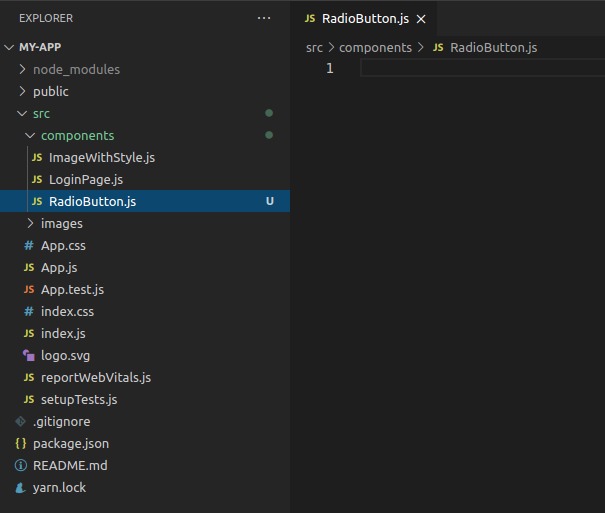 EXPLORER
MY-APP
node_modules
public
src
components
JS ImageWithStyle.js
JS LoginPage.js
JS RadioButton.js U
images
# App.css
JS App.js
JS App.test.js
# index.css
JS index.js
logo.svg
JS reportWebVitals.js
JS setupTests.js
.gitignore
{} package.json
README.md
yarn.lock
JS RadioButton.js ×
src > components > JS RadioButton.js
1